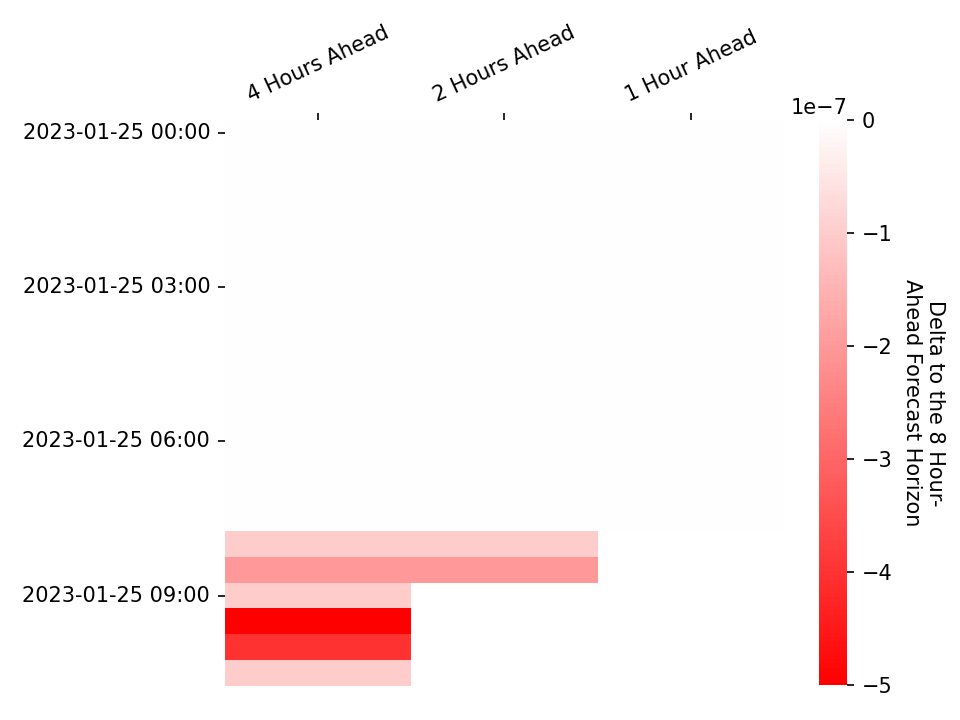 4 Hours Ahead
2 Hours Ahead
1 Hour Ahead
1e−7
2023-01-25 00:00
2023-01-25 03:00
2023-01-25 06:00
2023-01-25 09:00
0
−1
−2
−3
−4
−5
Delta to the 8 Hour-
Ahead Forecast Horizon